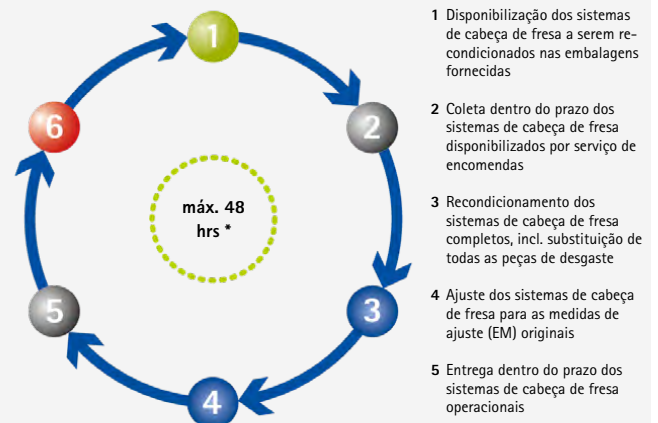 1
2
3
4
5
6
máx. 48
hrs *
1 Disponibilização dos sistemas
de cabeça de fresa a serem re-
condicionados nas embalagens
fornecidas
2 Coleta dentro do prazo dos
sistemas de cabeça de fresa
disponibilizados por serviço de
encomendas
3 Recondicionamento dos
sistemas de cabeça de fresa
completos, incl. substituição de
todas as peças de desgaste
4 Ajuste dos sistemas de cabeça
de fresa para as medidas de
ajuste (EM) originais
5 Entrega dentro do prazo dos
sistemas de cabeça de fresa
operacionais